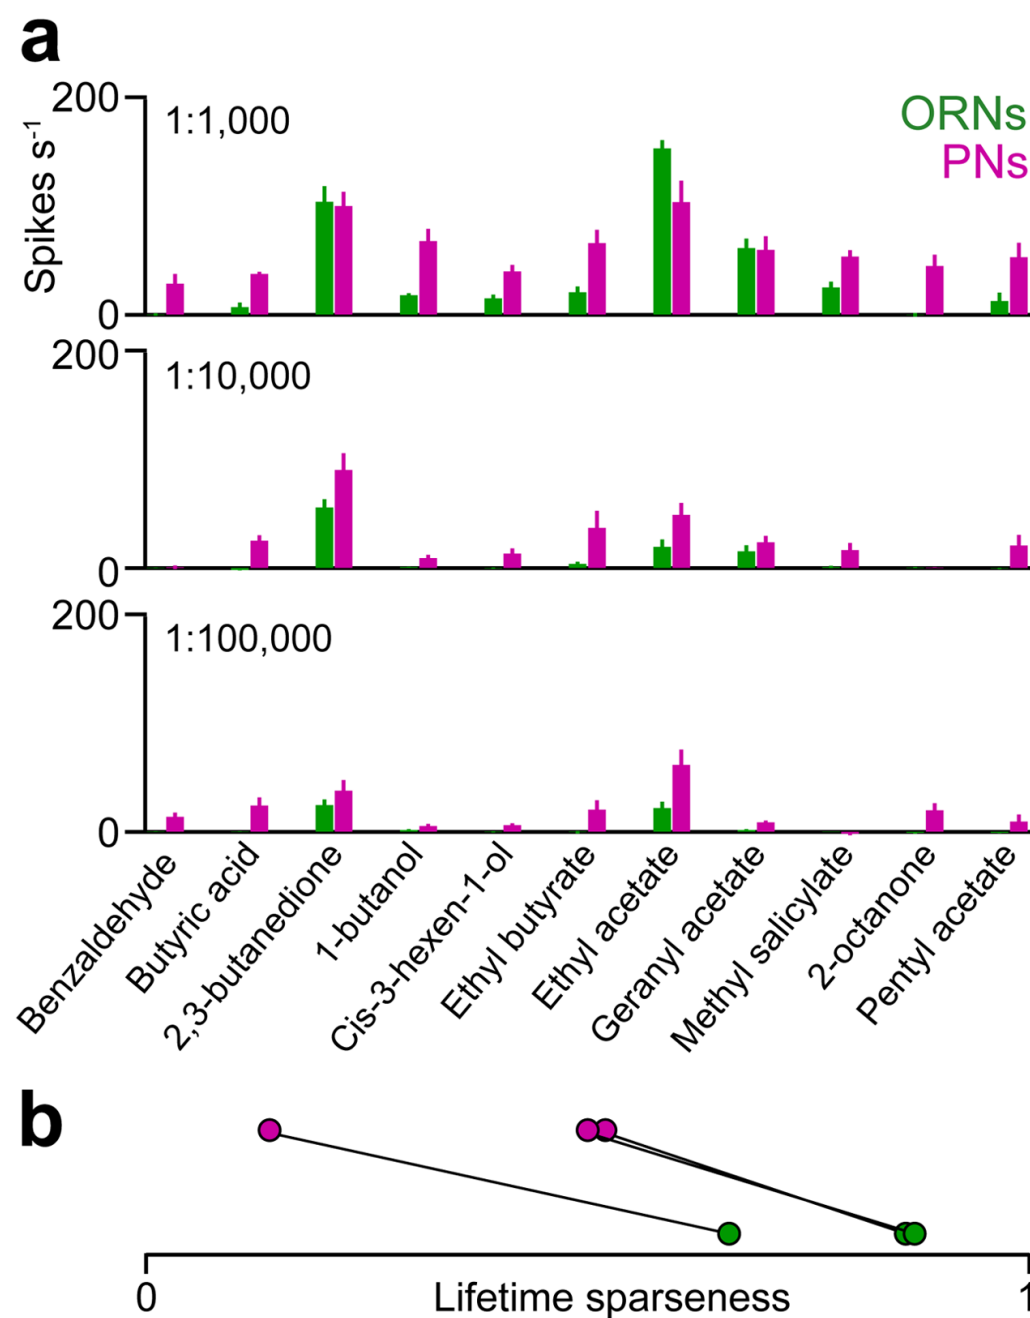 a
200
1:1,000
ORNs
PNs
Spikes s-1
0
200
1:10,000
0
200
1:100,000
0
Benzaldehyde
Butyric acid
2,3-butanedione
1-butanol
Cis-3-hexen-1-ol
Ethyl butyrate
Ethyl acetate
Geranyl acetate
Methyl salicylate
2-octanone
Pentyl acetate
b
0
Lifetime sparseness
1